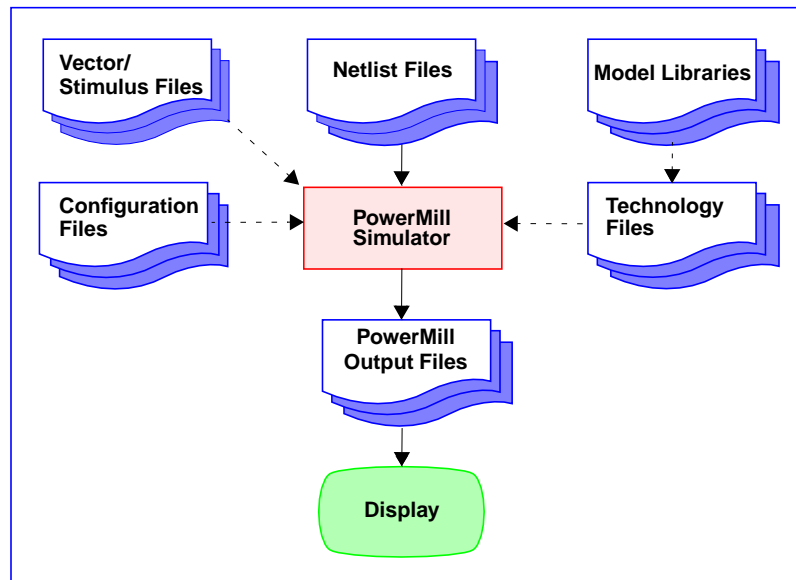 Vector/
Stimulus Files
Netlist Files
Model Libraries
Configuration
Files
PowerMill
Simulator
Technology
Files
PowerMill
Output Files
Display